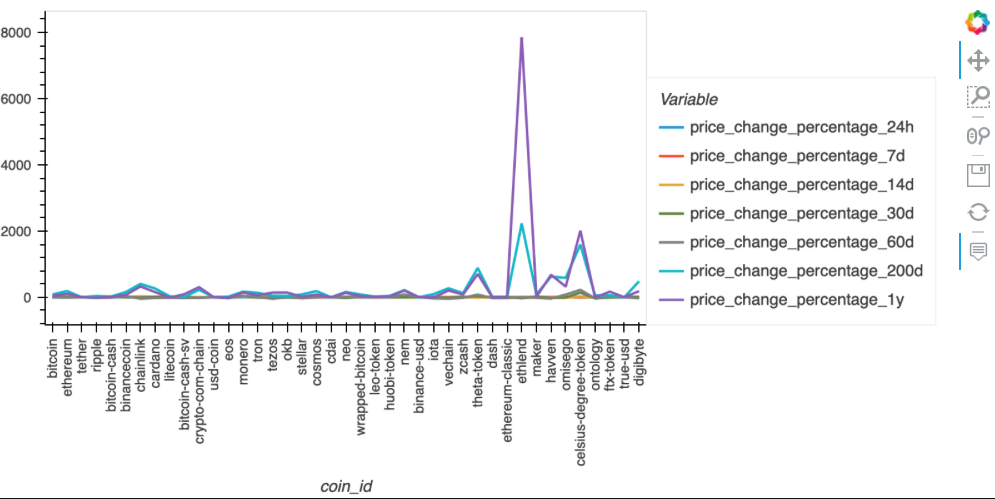 8000
6000
4000
2000
0
Variable
price_change_percentage_24h
price_change_percentage_7d
price_change_percentage_14d
price_change_percentage_30d
price_change_percentage_60d
price_change_percentage_200d
price_change_percentage_1y
bitcoin
ethereum
tether
ripple
bitcoin-cash
binancecoin
chainlink
cardano
litecoin
bitcoin-cash-sv
crypto-com-chain
usd-coin
eos
monero
tron
tezos
okb
stellar
cosmos
cdai
neo
wrapped-bitcoin
leo-token
huobi-token
nem
binance-usd
iota
vechain
zcash
theta-token
dash
ethereum-classic
ethlend
maker
havven
omisego
celsius-degree-token
ontology
ftx-token
true-usd
digibyte
coin_id